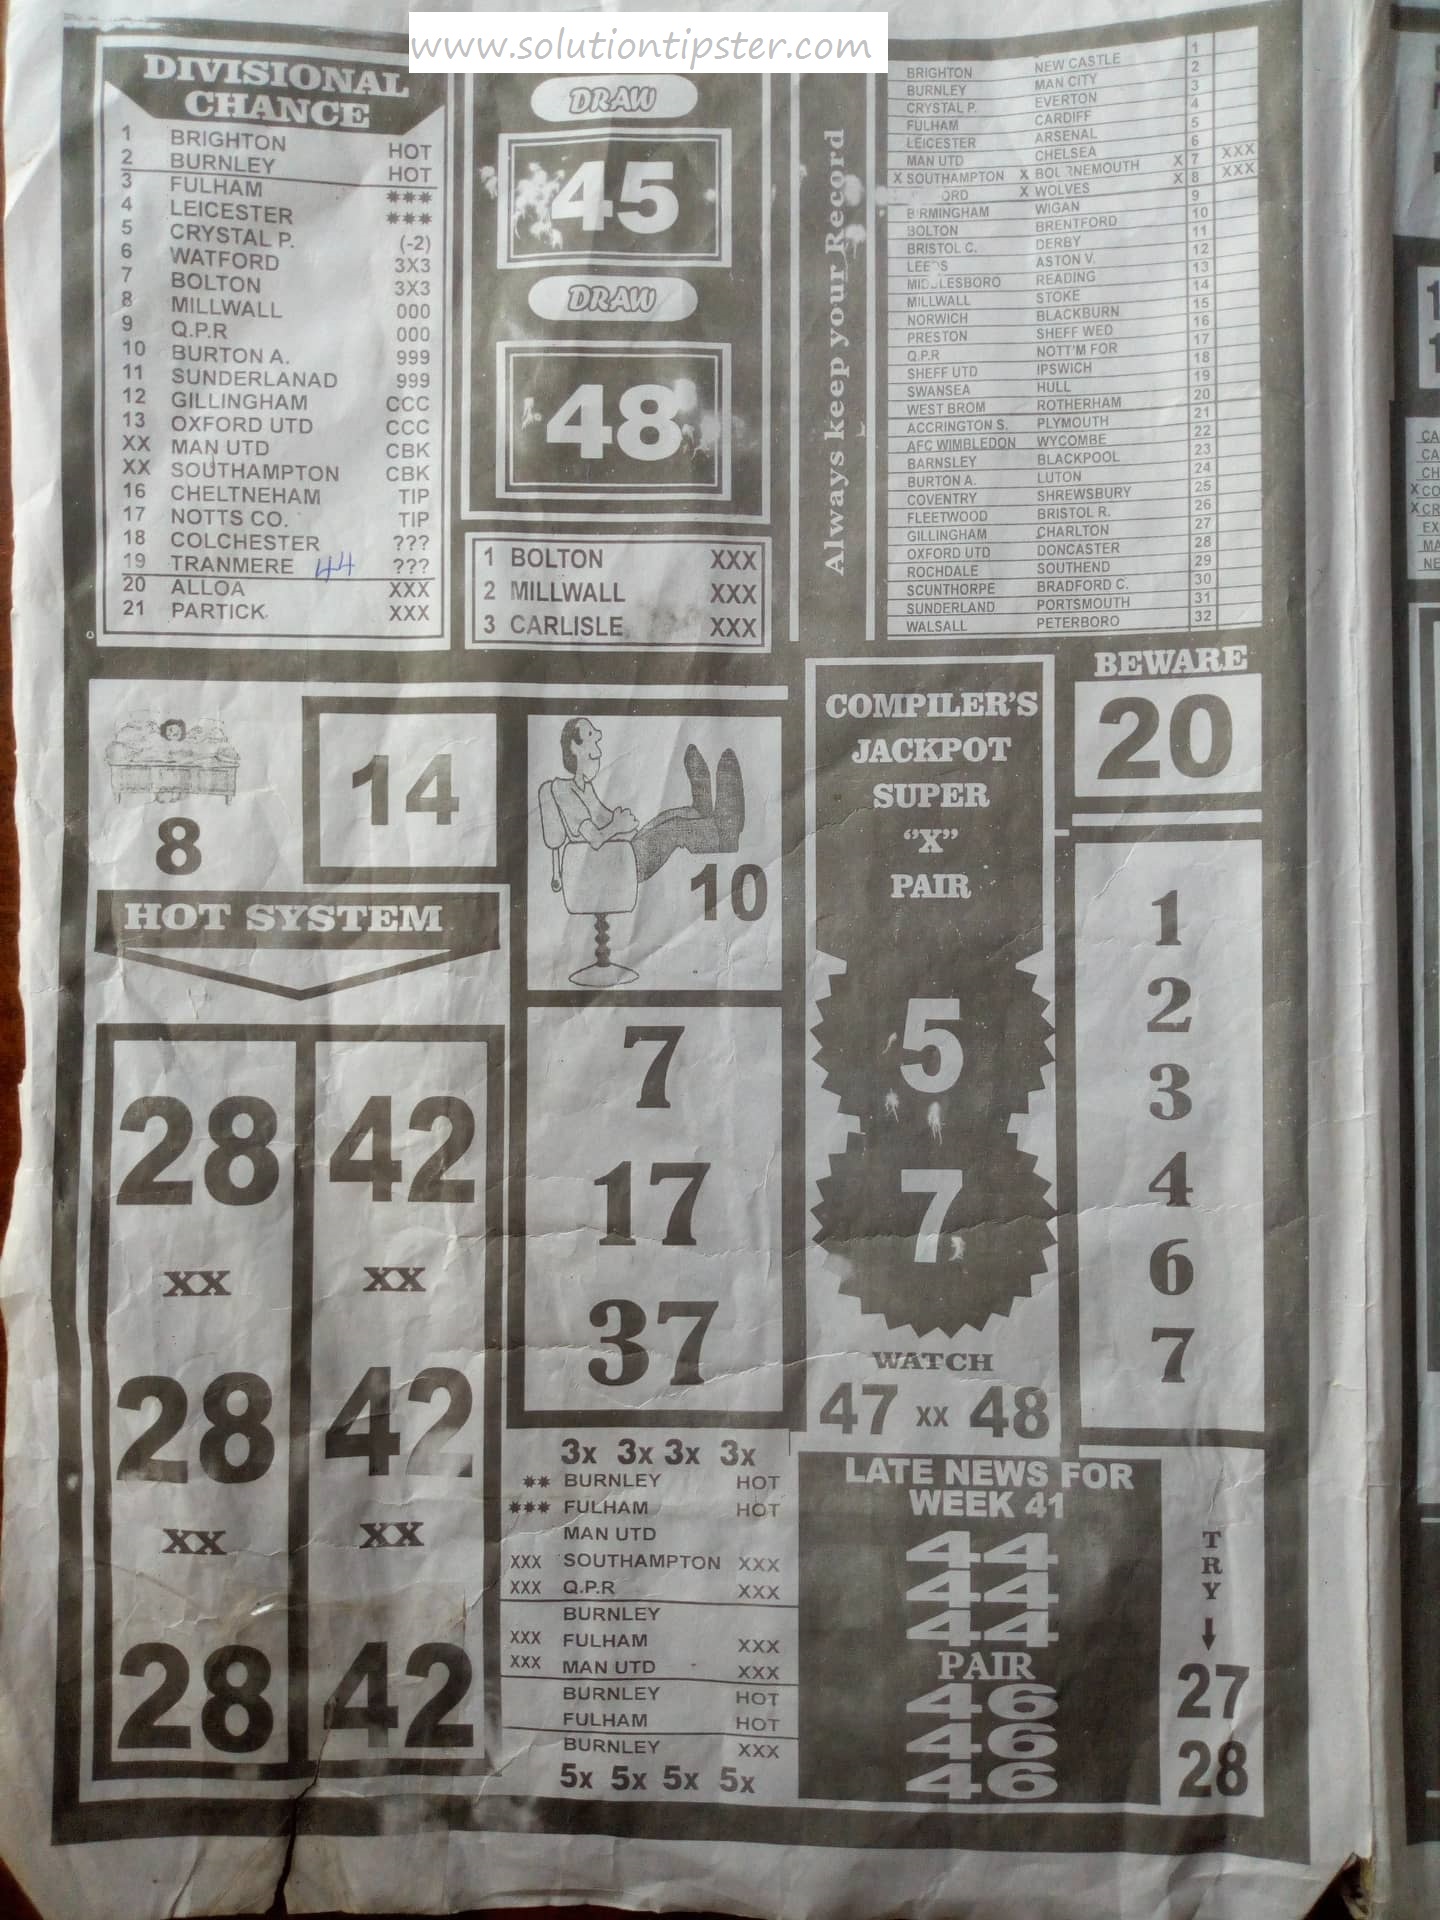 www.solutiontipster.com
DIVISIONAL
CHANCE
1 BRIGHTON HOT
2 BURNLEY HOT
3 FULHAM ***
4 LEICESTER ***
5 CRYSTAL P. (-2)
6 WATFORD 3X3
7 BOLTON 3X3
8 MILLWALL 000
9 Q.P.R 000
10 BURTON A. 999
11 SUNDERLANAD 999
12 GILLINGHAM CCC
13 OXFORD UTD CCC
XX MAN UTD CBK
XX SOUTHAMPTON CBK
16 CHELTNEHAM TIP
17 NOTTS CO. TIP
18 COLCHESTER ???
19 TRANMERE 44 ???
20 ALLOA XXX
21 PARTICK XXX
DRAW
45
DRAW
48
1 BOLTON XXX
2 MILLWALL XXX
3 CARLISLE XXX
Always keep your Record
1
BRIGHTON NEW CASTLE 2
BURNLEY MAN CITY 3
CRYSTAL P. EVERTON 4
FULHAM CARDIFF 5
LEICESTER ARSENAL 6
MAN UTD CHELSEA X 7 XXX
X SOUTHAMPTON X BOURNEMOUTH X 8 XXX
X WOLVES 9
BIRMINGHAM WIGAN 10
BOLTON BRENTFORD 11
BRISTOL C. DERBY 12
LEEDS ASTON V. 13
MIDDLESBORO READING 14
MILLWALL STOKE 15
NORWICH BLACKBURN 16
PRESTON SHEFF WED 17
Q.P.R NOTT'M FOR 18
SHEFF UTD IPSWICH 19
SWANSEA HULL 20
WEST BROM ROTHERHAM 21
ACCRINGTON S. PLYMOUTH 22
AFC WIMBLEDON WYCOMBE 23
BARNSLEY BLACKPOOL 24
BURTON A. LUTON 25
COVENTRY SHREWSBURY 26
FLEETWOOD BRISTOL R. 27
GILLINGHAM CHARLTON 28
OXFORD UTD DONCASTER 29
ROCHDALE SOUTHEND 30
SCUNTHORPE BRADFORD C. 31
SUNDERLAND PORTSMOUTH 32
WALSALL PETERBORO
8
14
10
HOT SYSTEM
28 42
XX XX
28 42
XX XX
28 42
7
17
37
3x 3x 3x 3x
** BURNLEY HOT
*** FULHAM HOT
MAN UTD
XXX SOUTHAMPTON XXX
XXX Q.P.R XXX
BURNLEY
XXX FULHAM XXX
XXX MAN UTD XXX
BURNLEY HOT
FULHAM HOT
BURNLEY XXX
5x 5x 5x 5x
COMPILER'S
JACKPOT
SUPER
"X"
PAIR
5
7
WATCH
47 XX 48
BEWARE
20
1
2
3
4
6
7
LATE NEWS FOR
WEEK 41
44
44
44
PAIR
46
46
46
TRY
27
28